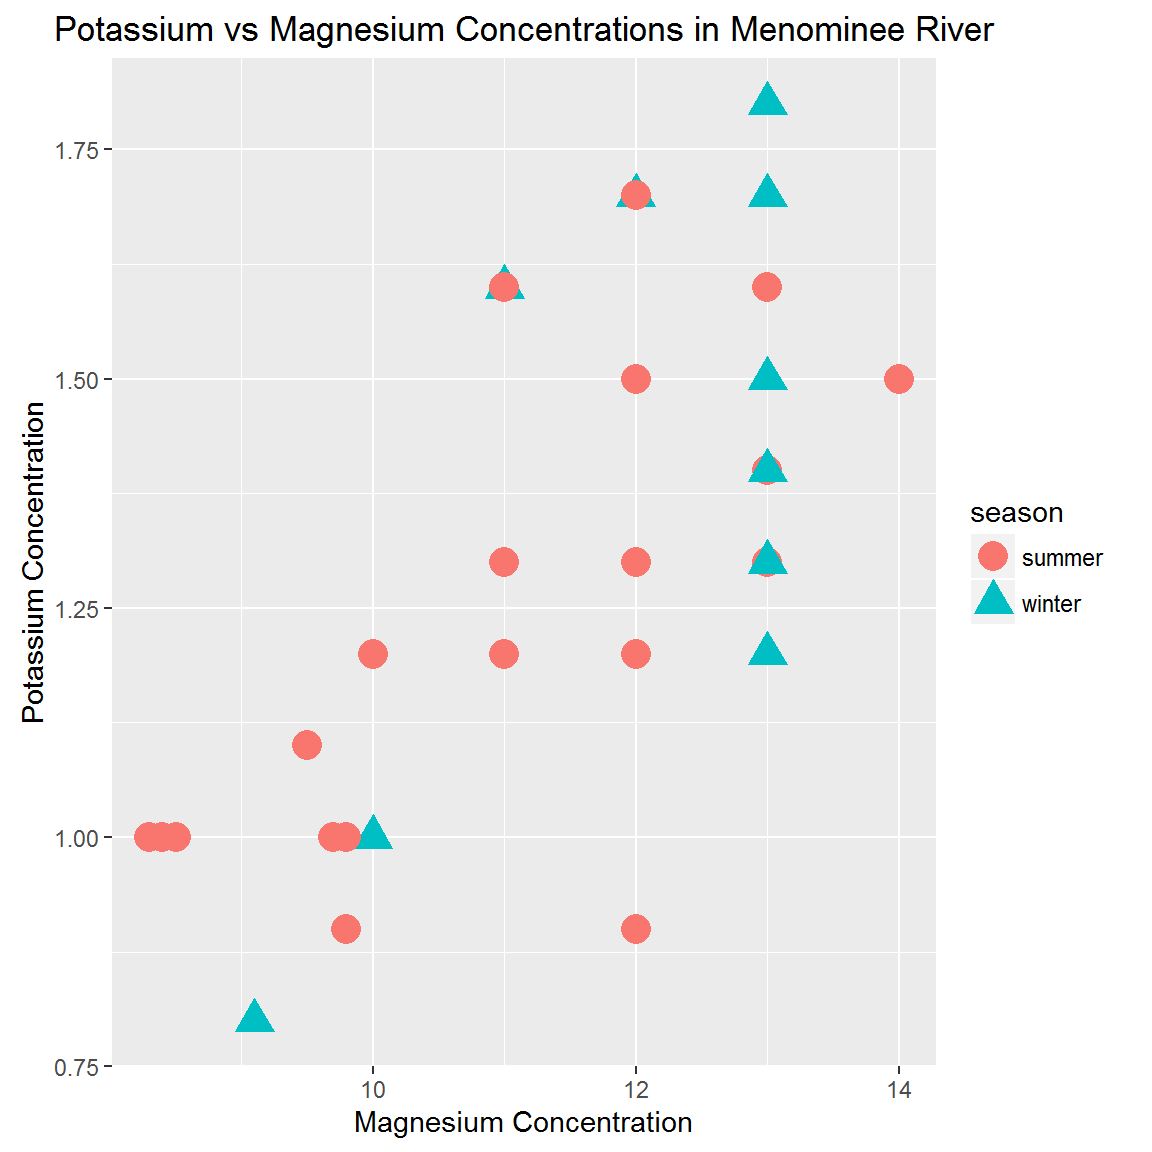 Potassium vs Magnesium Concentrations in Menominee River
1.75
1.50
1.25
1.00
0.75
Potassium Concentration
10
12
14
Magnesium Concentration
season
summer
winter